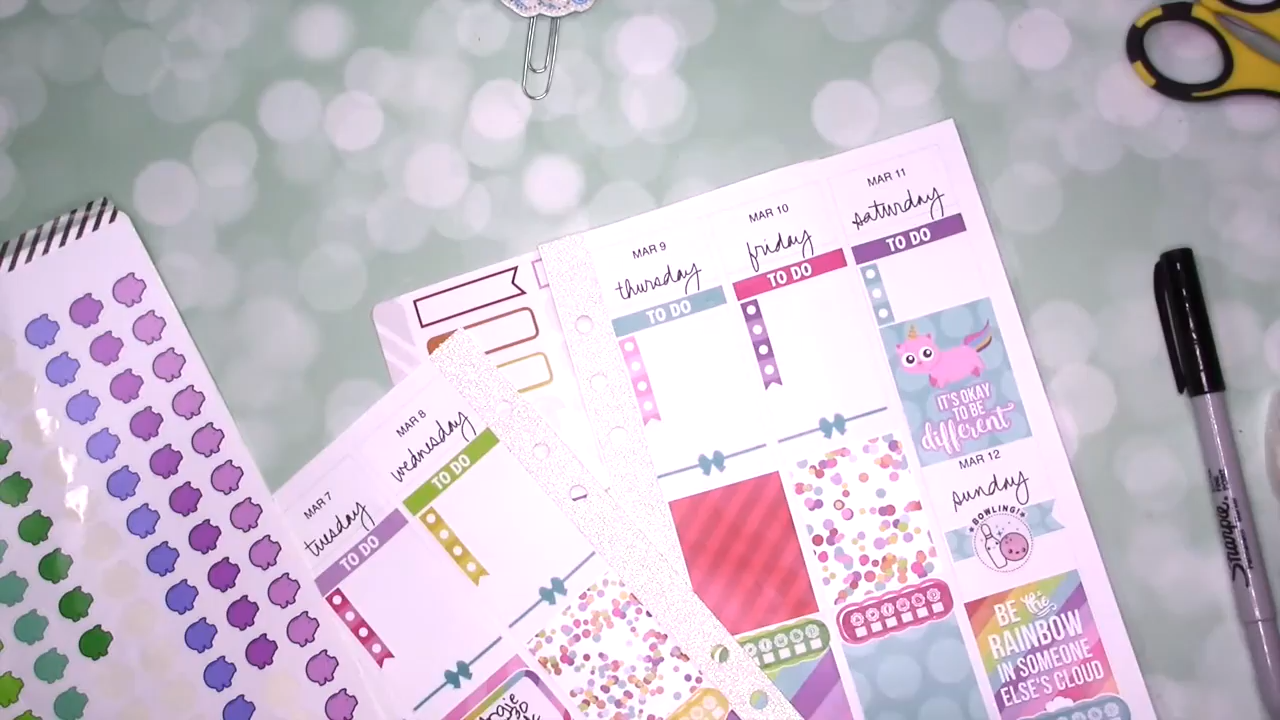 MAR 7
tuesday
TO DO
MAR 8
wednesday
TO DO
MAR 9
thursday
TO DO
MAR 10
friday
TO DO
MAR 11
saturday
TO DO
IT'S OKAY
TO BE
different
MAR 12
sunday
BOWLING!
BE the
RAINBOW
IN SOMEONE
ELSE'S CLOUD
Sharpie